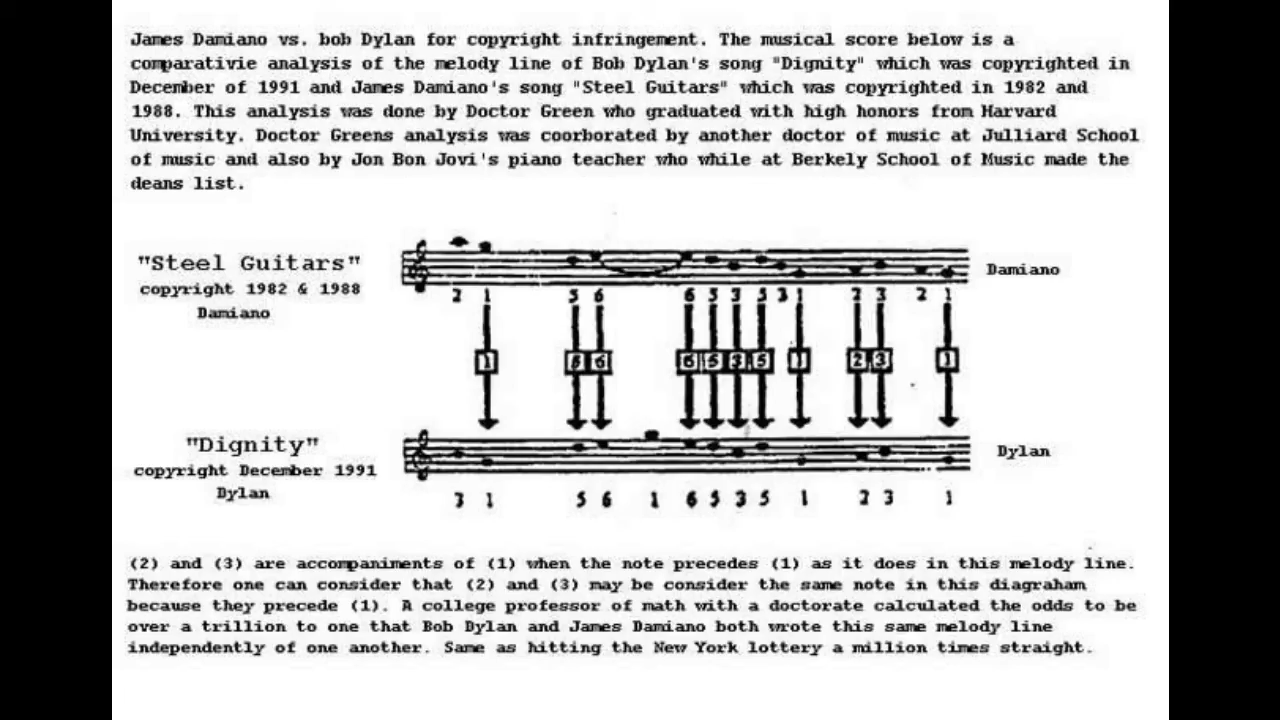 James Damiano vs. bob Dylan for copyright infringement. The musical score below is a
comparativie analysis of the melody line of Bob Dylan's song "Dignity" which was copyrighted in
December of 1991 and James Damiano's song "Steel Guitars" which was copyrighted in 1982 and
1988. This analysis was done by Doctor Green who graduated with high honors from Harvard
University. Doctor Greens analysis was coorborated by another doctor of music at Julliard School
of music and also by Jon Bon Jovi's piano teacher who while at Berkely School of Music made the
deans list.
"Steel Guitars"
copyright 1982 & 1988
Damiano
Damiano
2 1 5 6 6 5 3 5 3 1 2 3 2 1
1 6 6 5 3 5 1 2 3 1
"Dignity"
copyright December 1991
Dylan
Dylan
3 1 5 6 1 6 5 3 5 1 2 3 1
(2) and (3) are accompaniments of (1) when the note precedes (1) as it does in this melody line.
Therefore one can consider that (2) and (3) may be consider the same note in this diagraham
because they precede (1). A college professor of math with a doctorate calculated the odds to be
over a trillion to one that Bob Dylan and James Damiano both wrote this same melody line
independently of one another. Same as hitting the New York lottery a million times straight.